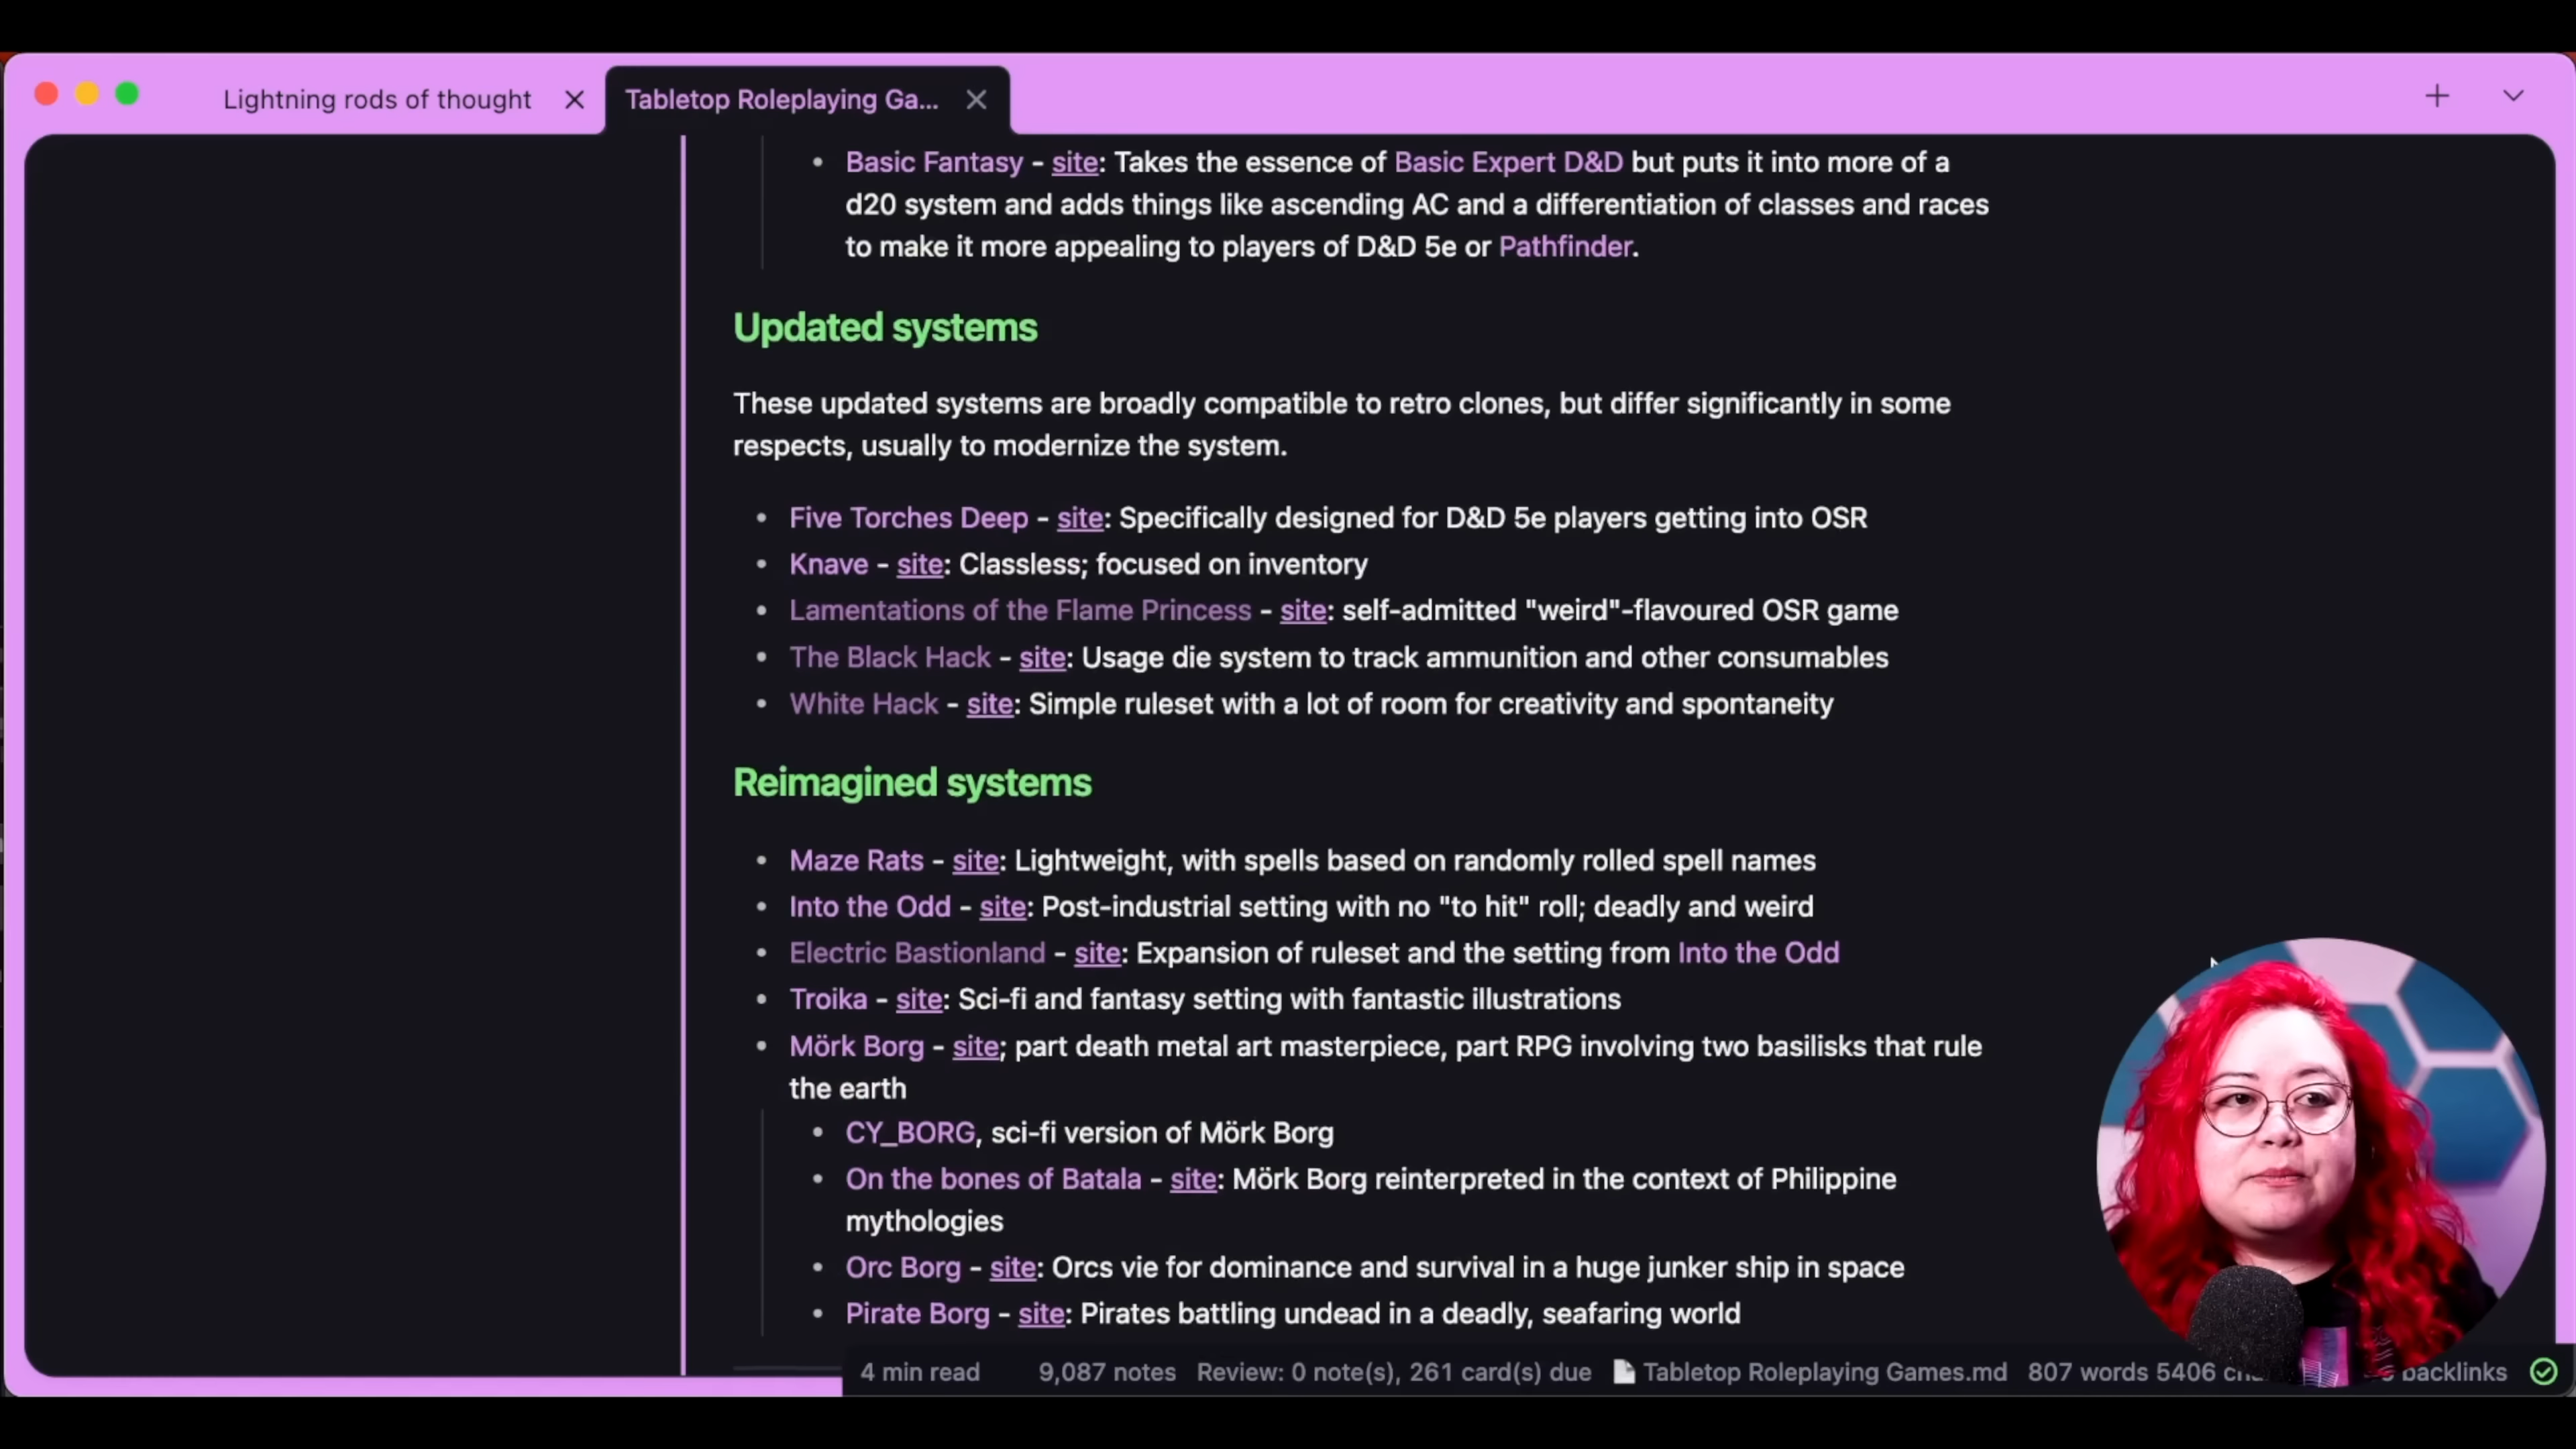 Lightning rods of thought
Tabletop Roleplaying Ga...
• Basic Fantasy - site: Takes the essence of Basic Expert D&D but puts it into more of a
d20 system and adds things like ascending AC and a differentiation of classes and races
to make it more appealing to players of D&D 5e or Pathfinder.
Updated systems
These updated systems are broadly compatible to retro clones, but differ significantly in some
respects, usually to modernize the system.
• Five Torches Deep - site: Specifically designed for D&D 5e players getting into OSR
• Knave - site: Classless; focused on inventory
• Lamentations of the Flame Princess - site: self-admitted "weird"-flavoured OSR game
• The Black Hack - site: Usage die system to track ammunition and other consumables
• White Hack - site: Simple ruleset with a lot of room for creativity and spontaneity
Reimagined systems
• Maze Rats - site: Lightweight, with spells based on randomly rolled spell names
• Into the Odd - site: Post-industrial setting with no "to hit" roll; deadly and weird
• Electric Bastionland - site: Expansion of ruleset and the setting from Into the Odd
• Troika - site: Sci-fi and fantasy setting with fantastic illustrations
• Mörk Borg - site; part death metal art masterpiece, part RPG involving two basilisks that rule
the earth
• CY_BORG, sci-fi version of Mörk Borg
• On the bones of Batala - site: Mörk Borg reinterpreted in the context of Philippine
mythologies
• Orc Borg - site: Orcs vie for dominance and survival in a huge junker ship in space
• Pirate Borg - site: Pirates battling undead in a deadly, seafaring world
4 min read 9,087 notes Review: 0 note(s), 261 card(s) due Tabletop Roleplaying Games.md 807 words 5406 backlinks